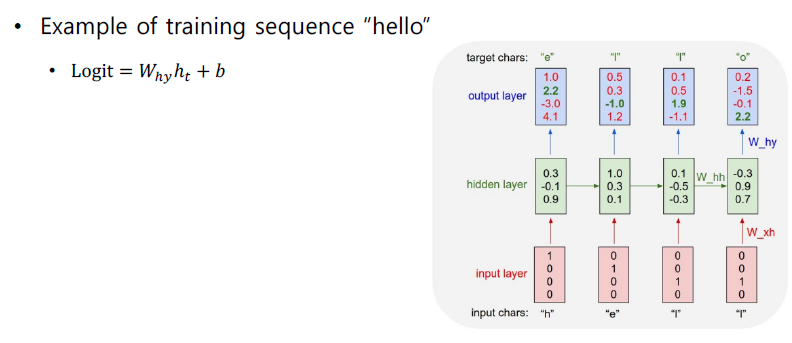 • Example of training sequence “hello”
• Logit = W_{hy}h_t + b
target chars: “e” “l” “l” “o”
output layer
1.0 0.5 0.1 0.2
2.2 0.3 0.5 -1.5
-3.0 -1.0 1.9 -0.1
4.1 1.2 -1.1 2.2
W_hy
hidden layer
0.3 1.0 0.1 W_hh -0.3
-0.1 0.3 -0.5 0.9
0.9 0.1 -0.3 0.7
W_xh
input layer
1 0 0 0
0 1 0 0
0 0 1 1
0 0 0 0
input chars: “h” “e” “l” “l”